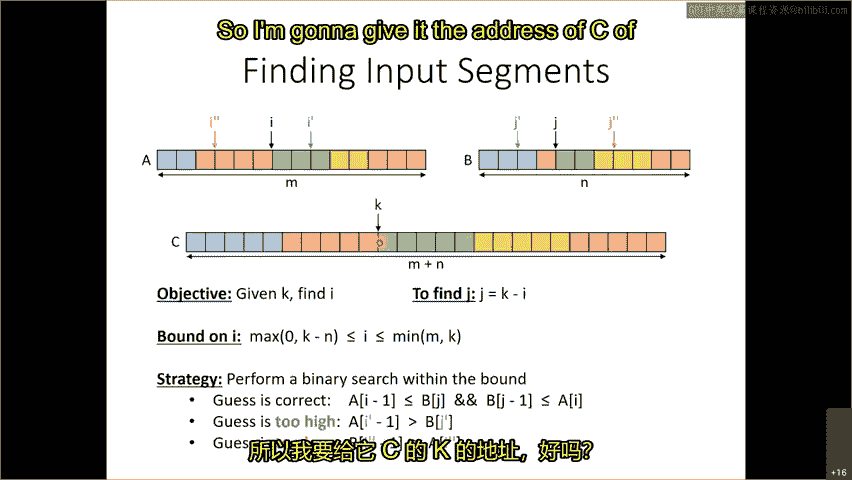 So I'm gonna give it the address of C of
Finding Input Segments
i'' i i' j' j j''
A B
m n
k
C
m + n
Objective: Given k, find i To find j: j = k - i
Bound on i: max(0, k - n) ≤ i ≤ min(m, k)
Strategy: Perform a binary search within the bound
• Guess is correct: A[i - 1] ≤ B[j] && B[j - 1] ≤ A[i]
• Guess is too high: A[i' - 1] > B[j']
• Guess is
所以我要给它 C 的 K 的地址，好吗？
+16